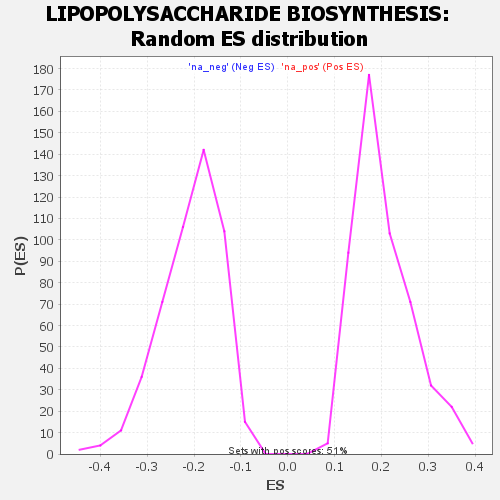 LIPOPOLYSACCHARIDE BIOSYNTHESIS:
Random ES distribution
'na_neg' (Neg ES) 'na_pos' (Pos ES)
180
170
160
150
140
130
120
110
100
90
80
70
60
50
40
30
20
10
0
P(ES)
Sets with pos scores: 51%
-0.4 -0.3 -0.2 -0.1 0.0 0.1 0.2 0.3 0.4
ES